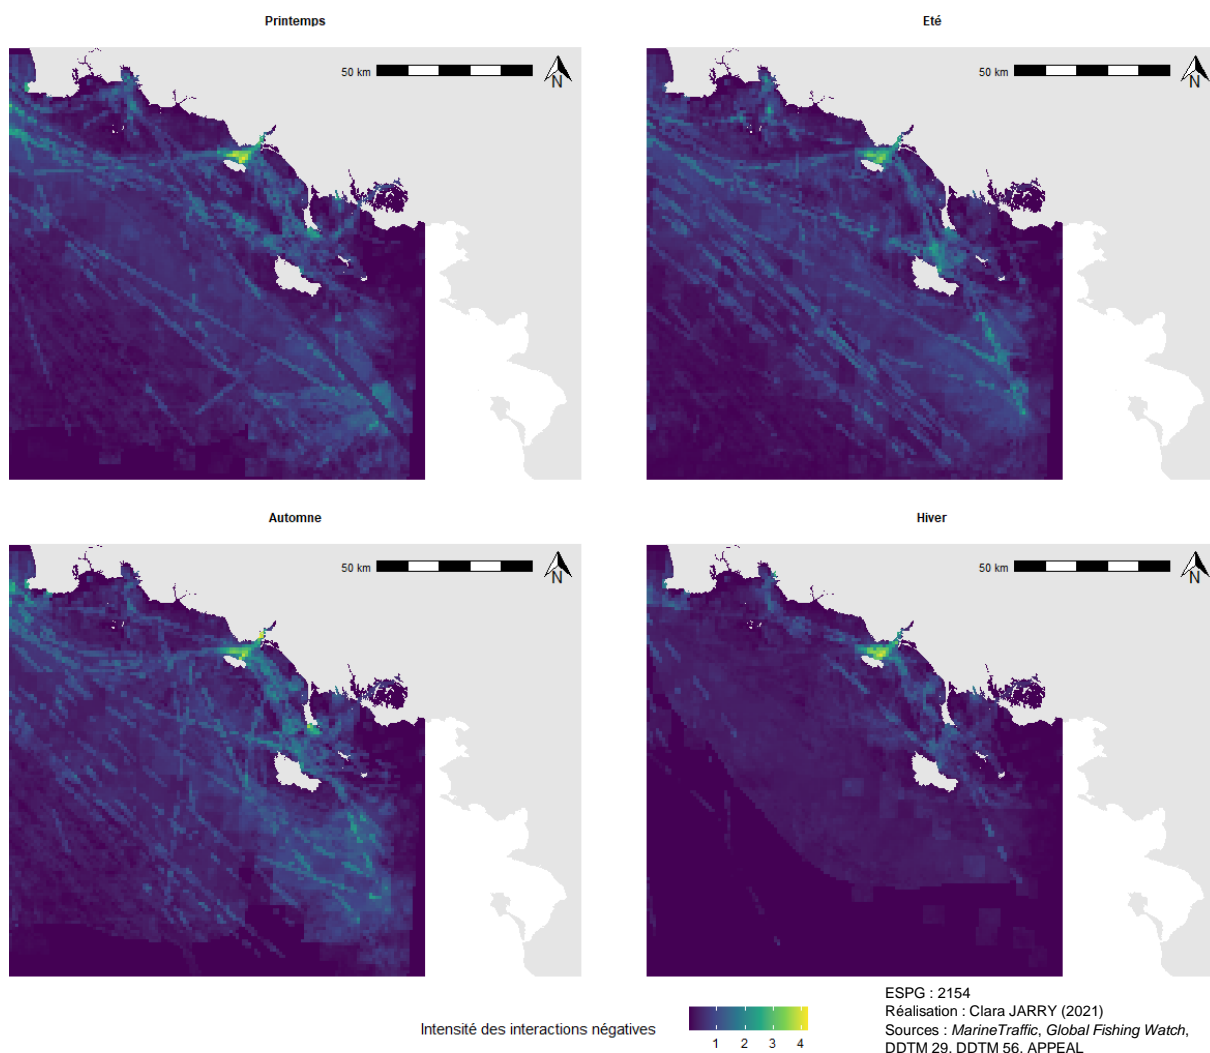 Printemps
Eté
50 km
N
50 km
N
Automne
Hiver
50 km
N
50 km
N
Intensité des interactions négatives
1 2 3 4
ESPG : 2154
Réalisation : Clara JARRY (2021)
Sources : MarineTraffic, Global Fishing Watch,
DDTM 29, DDTM 56, APPEAL